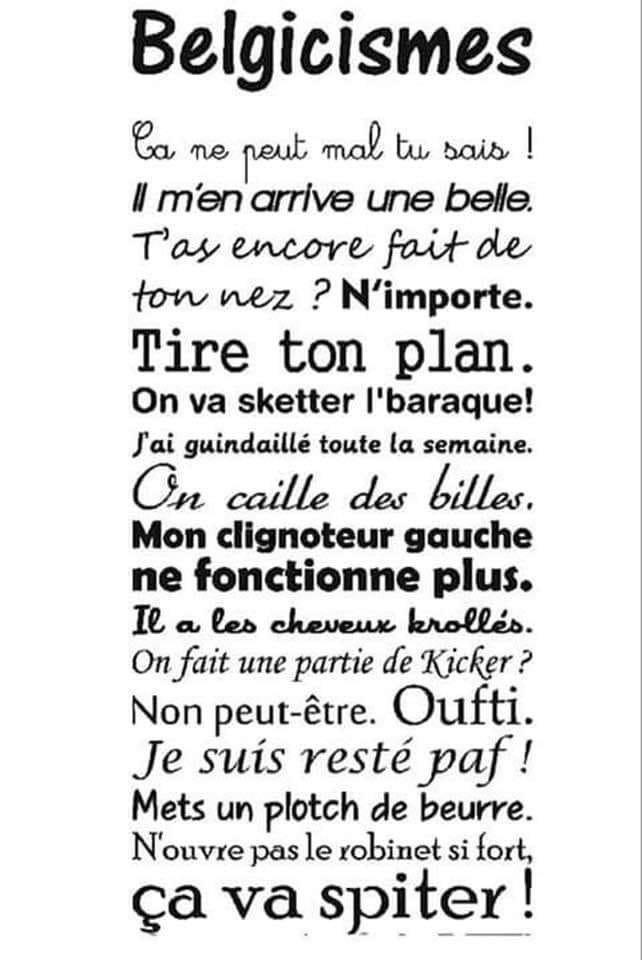 Belgicismes
Ça ne peut mal tu sais !
Il m'en arrive une belle.
T'as encore fait de
ton nez ? N'importe.
Tire ton plan.
On va sketter l'baraque!
J'ai guindaillé toute la semaine.
On caille des billes.
Mon clignoteur gauche
ne fonctionne plus.
Il a les cheveux krollés.
On fait une partie de Kicker ?
Non peut-être. Oufti.
Je suis resté paf !
Mets un plotch de beurre.
N'ouvre pas le robinet si fort,
ça va spiter !